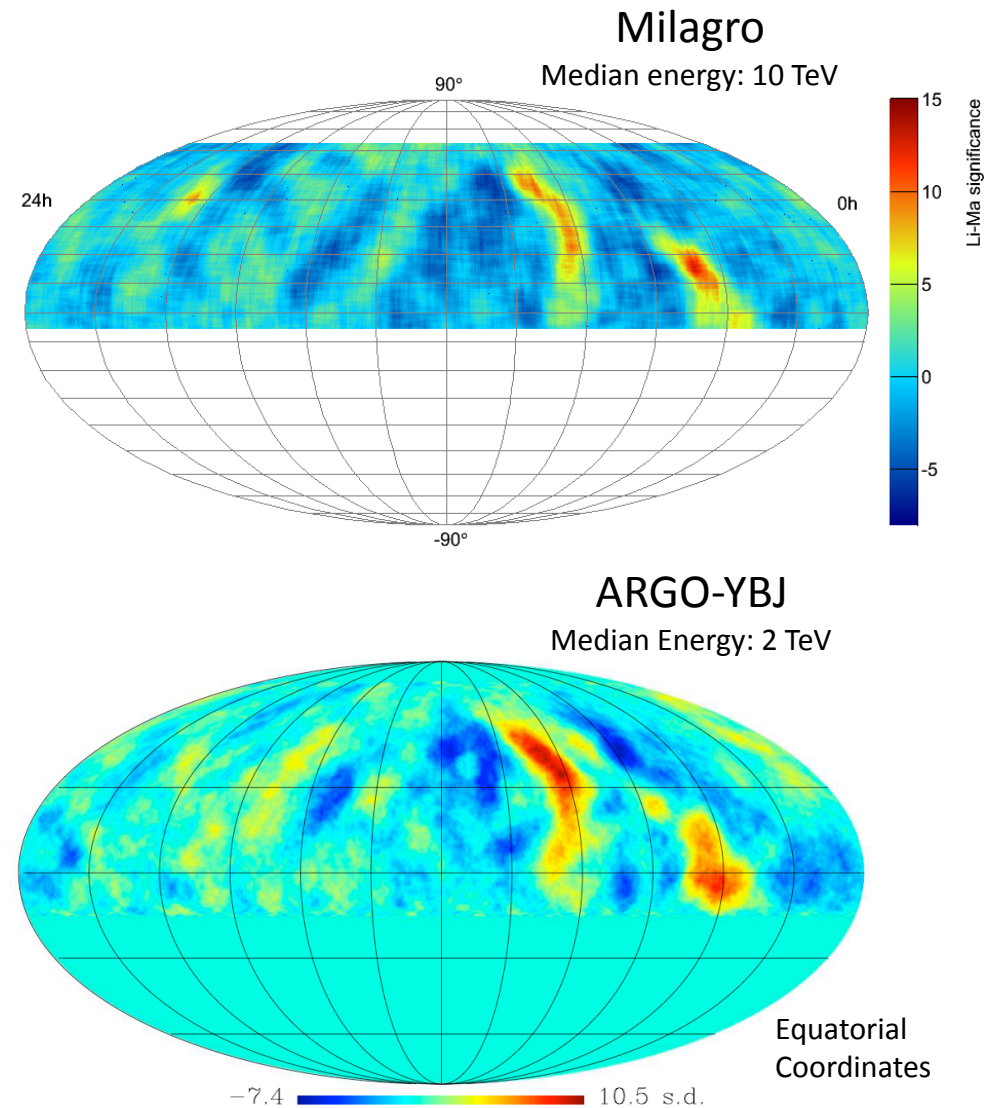 Milagro
Median energy: 10 TeV
90°
15
10
5
0
-5
Li-Ma significance
24h
0h
-90°
ARGO-YBJ
Median Energy: 2 TeV
Equatorial
Coordinates
−7.4 10.5 s.d.